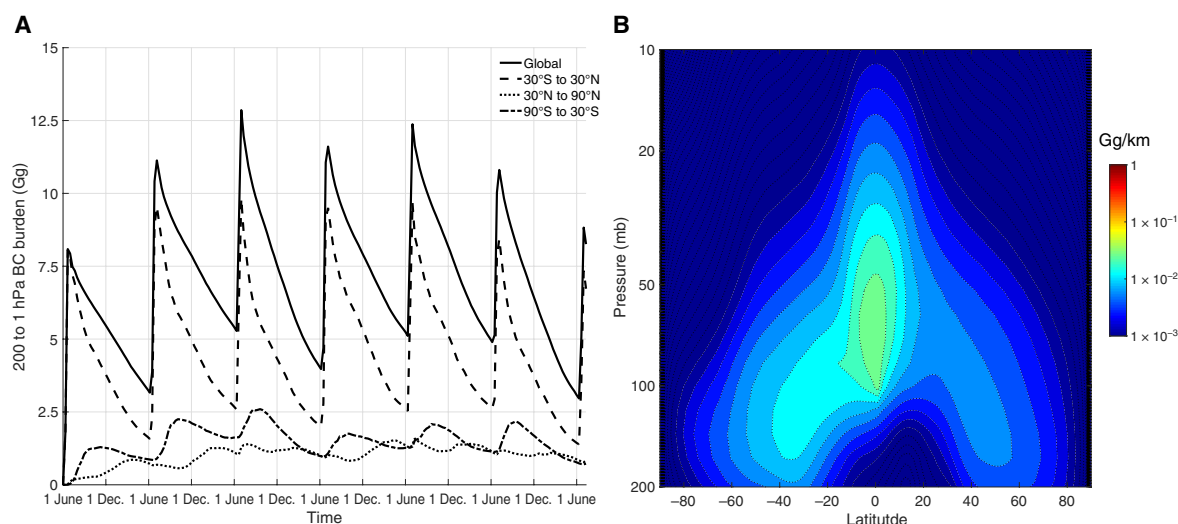 A
200 to 1 hPa BC burden (Gg)
15
12.5
10
7.5
5
2.5
0
Global
30°S to 30°N
30°N to 90°N
90°S to 30°S
1 June 1 Dec. 1 June 1 Dec. 1 June 1 Dec. 1 June 1 Dec. 1 June 1 Dec. 1 June 1 Dec. 1 June
Time
B
Pressure (mb)
10
20
50
100
200
−80 −60 −40 −20 0 20 40 60 80
Latitutde
Gg/km
1
1 × 10⁻¹
1 × 10⁻²
1 × 10⁻³